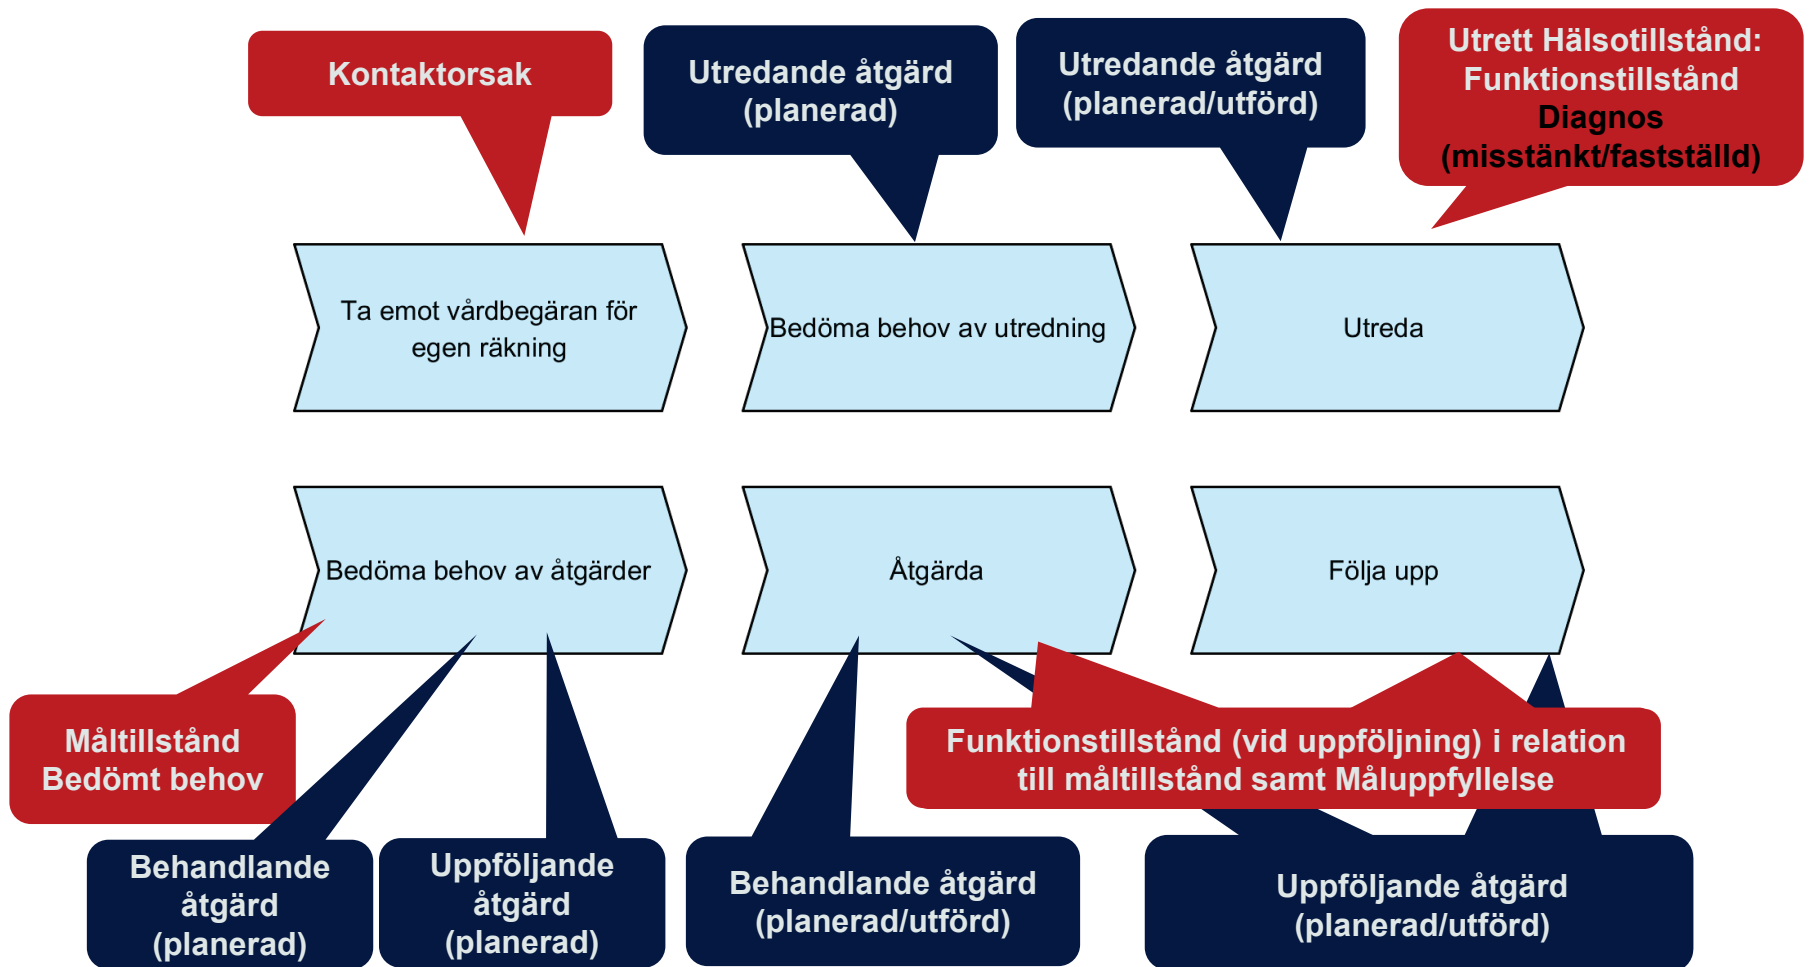 Kontaktorsak
Utredande åtgärd
(planerad)
Utredande åtgärd
(planerad/utförd)
Utrett Hälsotillstånd:
Funktionstillstånd
Diagnos
(misstänkt/fastställd)
Ta emot vårdbegäran för
egen räkning
Bedöma behov av utredning
Utreda
Bedöma behov av åtgärder
Åtgärda
Följa upp
Måltillstånd
Bedömt behov
Funktionstillstånd (vid uppföljning) i relation
till måltillstånd samt Måluppfyllelse
Behandlande
åtgärd
(planerad)
Uppföljande
åtgärd
(planerad)
Behandlande åtgärd
(planerad/utförd)
Uppföljande åtgärd
(planerad/utförd)